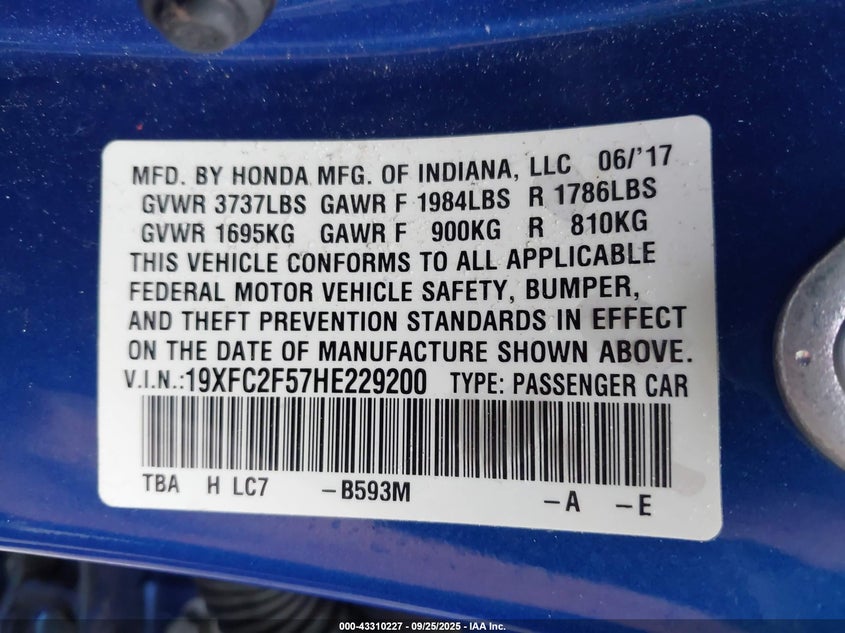 MFD. BY HONDA MFG. OF INDIANA, LLC 06/'17
GVWR 3737LBS GAWR F 1984LBS R 1786LBS
GVWR 1695KG GAWR F 900KG R 810KG
THIS VEHICLE CONFORMS TO ALL APPLICABLE
FEDERAL MOTOR VEHICLE SAFETY, BUMPER,
AND THEFT PREVENTION STANDARDS IN EFFECT
ON THE DATE OF MANUFACTURE SHOWN ABOVE.
V.I.N.:19XFC2F57HE229200 TYPE: PASSENGER CAR
TBA H LC7 -B593M -A -E
000-43310227 - 09/25/2025 - IAA Inc.